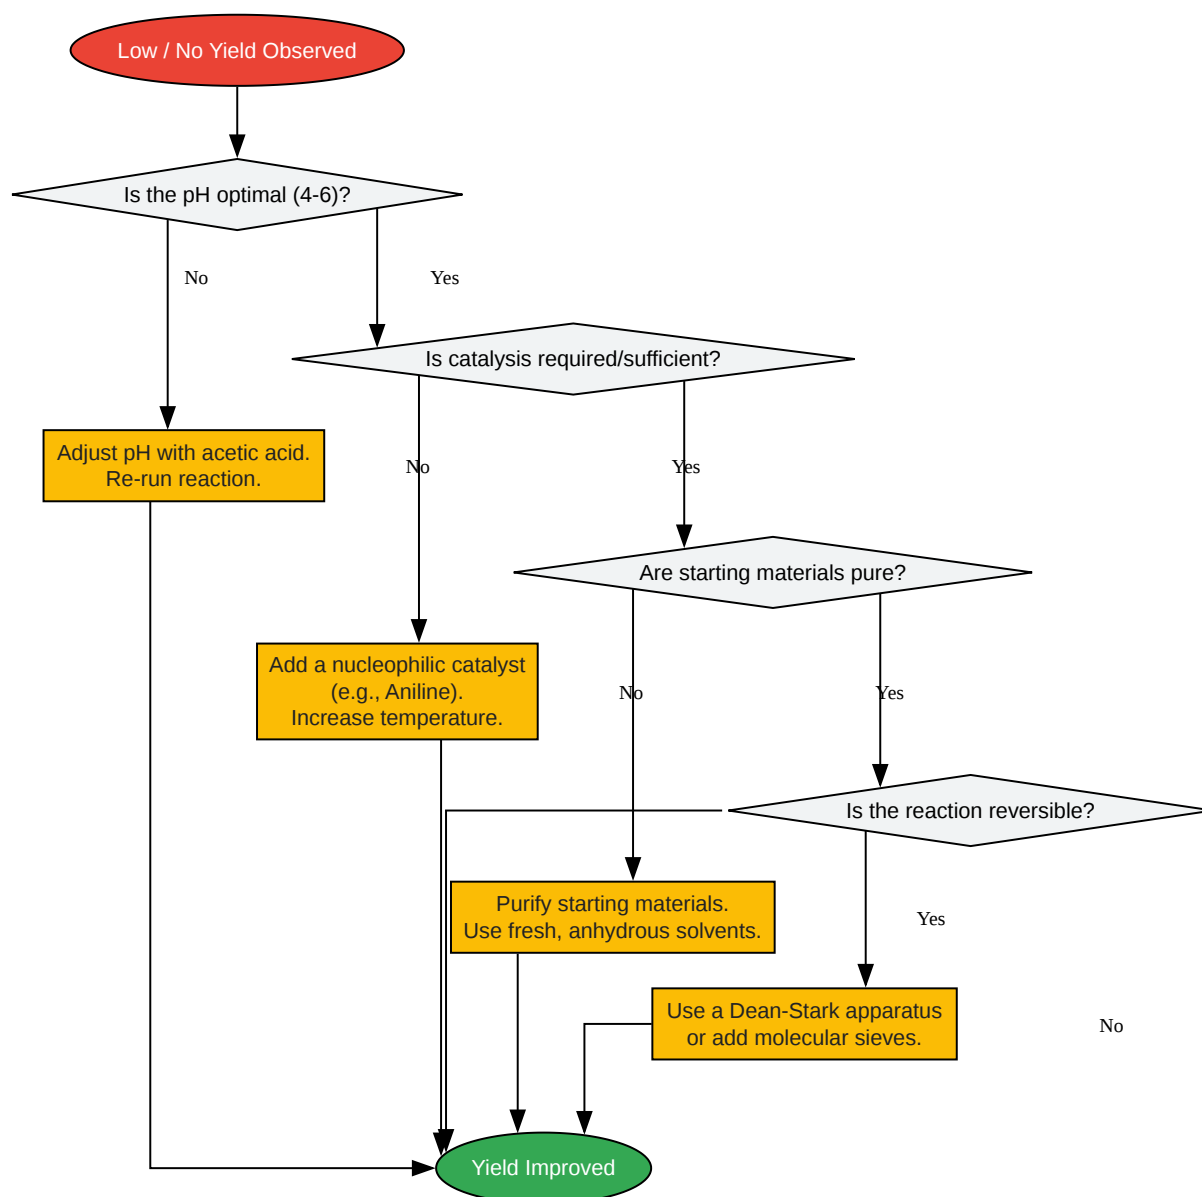 Low / No Yield Observed
Is the pH optimal (4-6)?
No
Yes
Is catalysis required/sufficient?
Adjust pH with acetic acid.
Re-run reaction.
No
Yes
Are starting materials pure?
Add a nucleophilic catalyst
(e.g., Aniline).
Increase temperature.
No
Yes
Is the reaction reversible?
Purify starting materials.
Use fresh, anhydrous solvents.
Yes
Use a Dean-Stark apparatus
or add molecular sieves.
No
Yield Improved